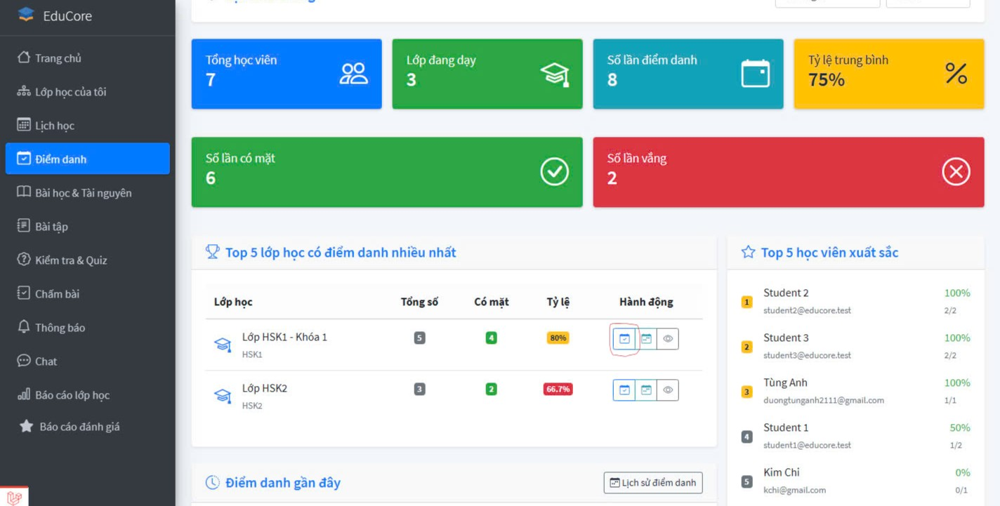 EduCore
Trang chủ
Lớp học của tôi
Lịch học
Điểm danh
Bài học & Tài nguyên
Bài tập
Kiểm tra & Quiz
Chấm bài
Thông báo
Chat
Báo cáo lớp học
Báo cáo đánh giá
Tổng học viên
7
Lớp đang dạy
3
Số lần điểm danh
8
Tỷ lệ trung bình
75%
Số lần có mặt
6
Số lần vắng
2
Top 5 lớp học có điểm danh nhiều nhất
Lớp học Tổng số Có mặt Tỷ lệ Hành động
Lớp HSK1 - Khóa 1 5 4 80%
HSK1
Lớp HSK2 3 2 66.7%
HSK2
Điểm danh gần đây
Lịch sử điểm danh
Top 5 học viên xuất sắc
1 Student 2 100%
student2@educore.test 2/2
2 Student 3 100%
student3@educore.test 2/2
3 Tùng Anh 100%
duongtunganh2111@gmail.com 1/1
4 Student 1 50%
student1@educore.test 1/2
5 Kim Chi 0%
kchi@gmail.com 0/1